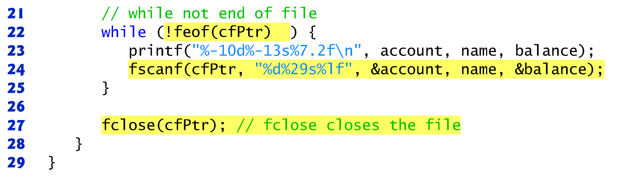 21 // while not end of file
22 while (!feof(cfPtr) ) {
23 printf("%-10d%-13s%7.2f\n", account, name, balance);
24 fscanf(cfPtr, "%d%29s%lf", &account, name, &balance);
25 }
26
27 fclose(cfPtr); // fclose closes the file
28 }
29 }